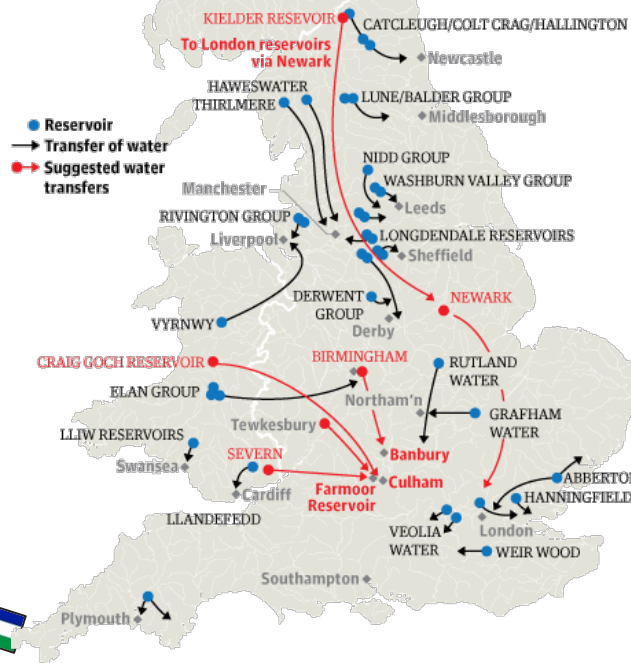 KIELDER RESEVOIR
CATCLEUGH/COLT CRAG/HALLINGTON
To London reservoirs
via Newark
Newcastle
HAWESWATER
THIRLMERE
LUNE/BALDER GROUP
Middlesborough
Reservoir
Transfer of water
Suggested water
transfers
NIDD GROUP
WASHBURN VALLEY GROUP
Manchester
Leeds
RIVINGTON GROUP
Liverpool
LONGDENDALE RESERVOIRS
Sheffield
DERWENT
GROUP
NEWARK
VYRNWY
Derby
CRAIG GOCH RESERVOIR
BIRMINGHAM
RUTLAND
WATER
ELAN GROUP
Northam'n
GRAFHAM
WATER
Tewkesbury
LLIW RESERVOIRS
SEVERN
Banbury
Swansea
Cardiff
Farmoor
Reservoir
Culham
ABBERTO
HANNINGFIELD
LLANDEFEDD
VEOLIA
WATER
London
WEIR WOOD
Southampton
Plymouth